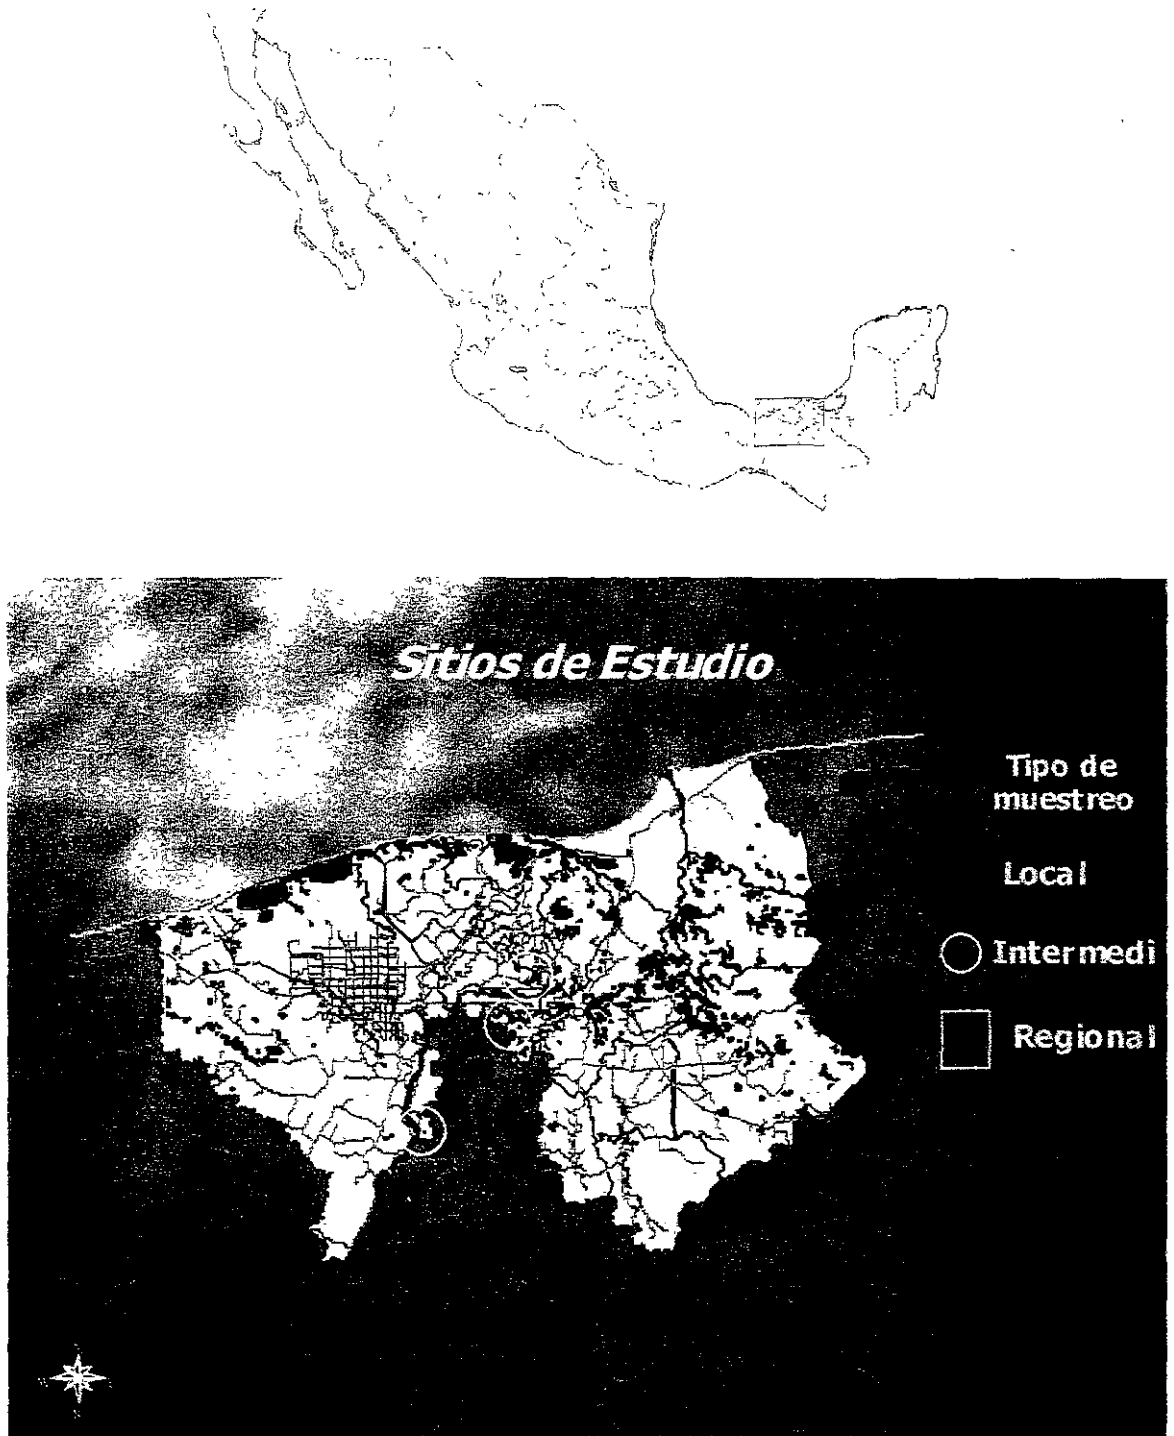 Sitios de Estudio
Tipo de
muestreo
Local
Intermedi
Regional